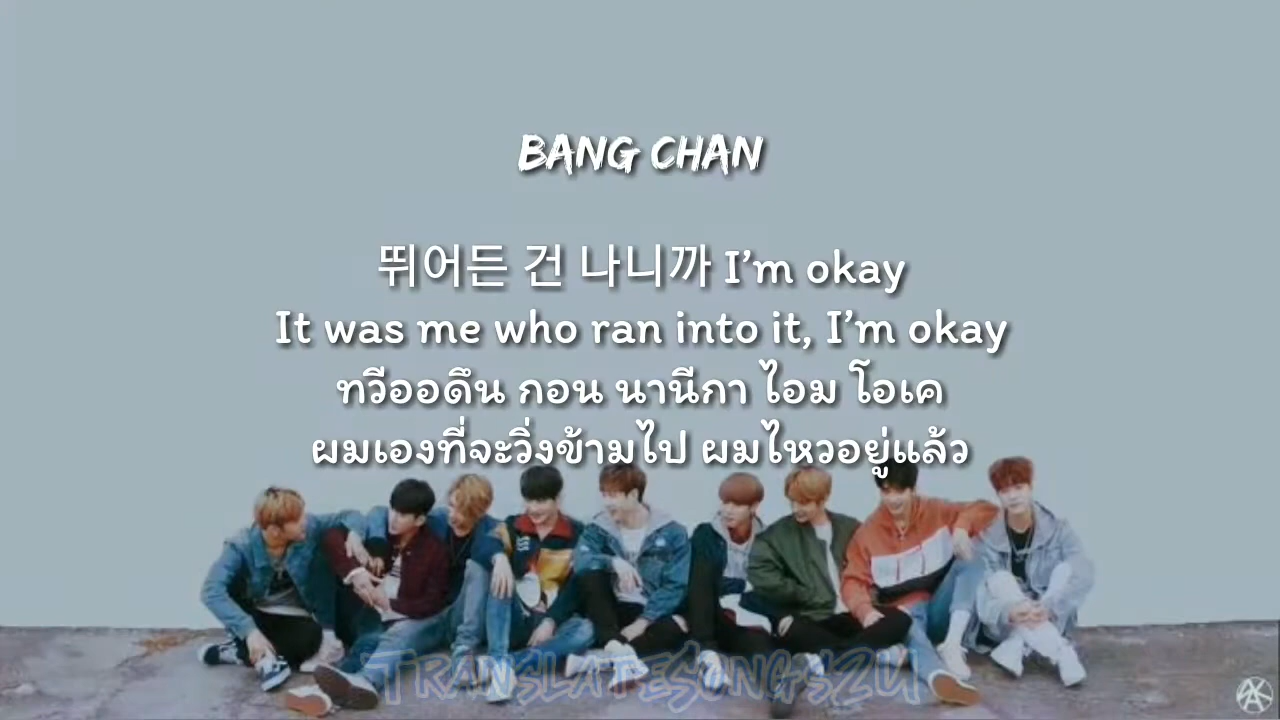 BANG CHAN
뛰어든 건 나니까 I'm okay
It was me who ran into it, I'm okay
ทวีออดึน กอน นานีกา ไอม โอเค
ผมเองที่จะวิ่งข้ามไป ผมไหวอยู่แล้ว
TRANSLATESONGS2U